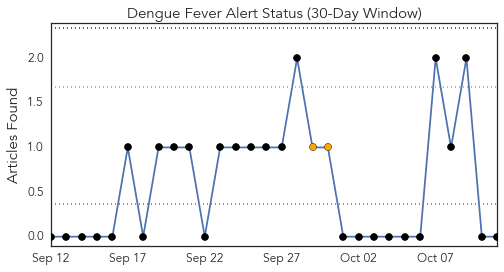 Dengue Fever Alert Status (30-Day Window)
Articles Found
2.0
1.5
1.0
0.5
0.0
Sep 12 Sep 17 Sep 22 Sep 27 Oct 02 Oct 07